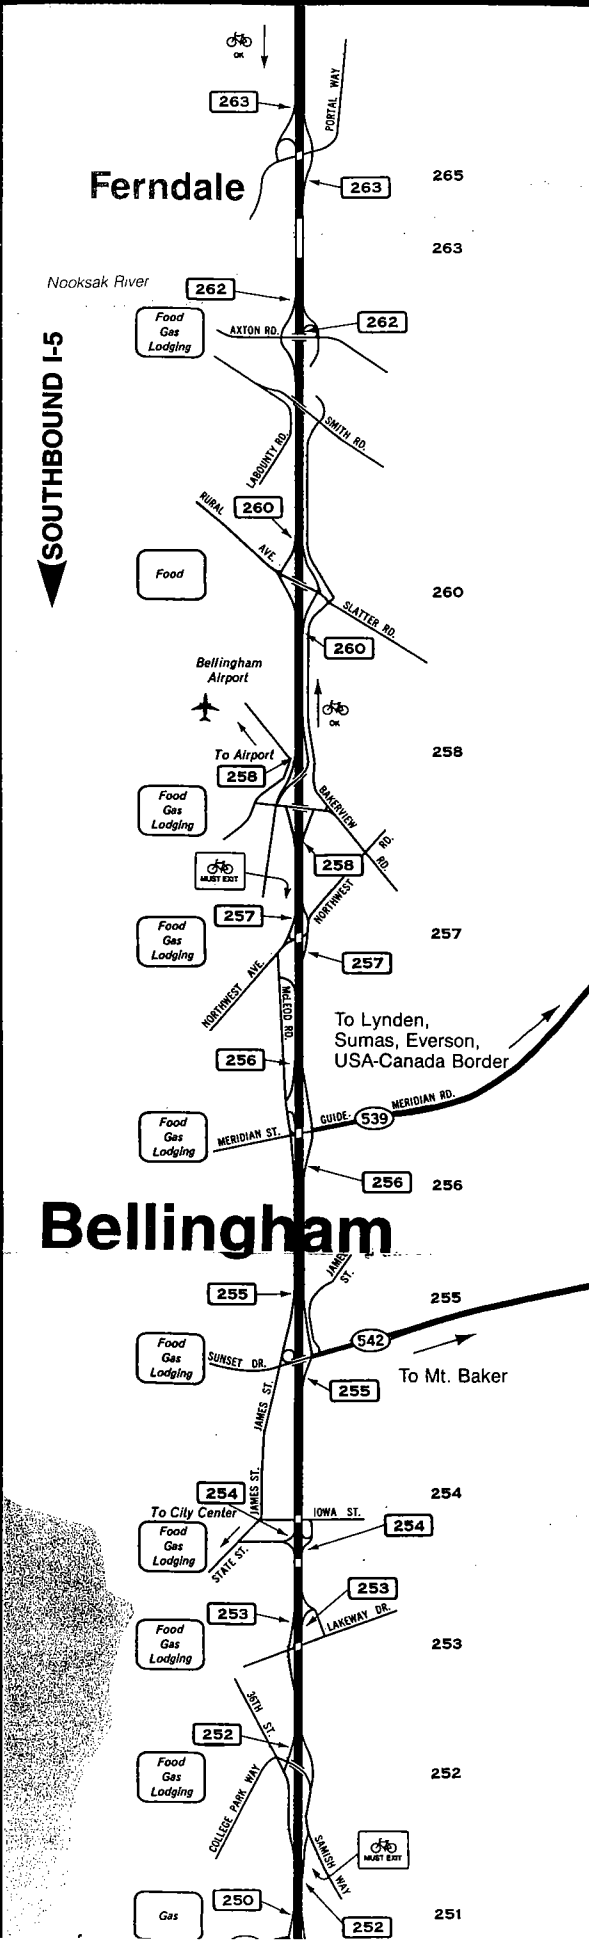 OK
263
PORTAL WAY
Ferndale
263
265
263
Nooksak River
262
Food
Gas
Lodging
AXTON RD.
262
SOUTHBOUND I-5
LABOUNTY RD.
SMITH RD.
RURAL AVE.
260
Food
SLATTER RD.
260
260
Bellingham
Airport
OK
To Airport
258
258
Food
Gas
Lodging
BAKERVIEW RD.
258
MUST EXIT
257
NORTHWEST RD.
Food
Gas
Lodging
257
257
NORTHWEST AVE.
McLEOD RD.
To Lynden,
Sumas, Everson,
USA-Canada Border
256
Food
Gas
Lodging
MERIDIAN ST.
GUIDE- MERIDIAN RD.
539
256
256
Bellingham
JAMES
ST.
255
255
542
Food
Gas
Lodging
SUNSET DR.
To Mt. Baker
255
JAMES ST.
JAMES ST.
254
254
To City Center
IOWA ST.
254
Food
Gas
Lodging
STATE ST.
253
253
LAKEWAY DR.
Food
Gas
Lodging
253
36TH ST.
252
Food
Gas
Lodging
252
COLLEGE PARK WAY
SAMISH WAY
MUST EXIT
250
Gas
252
251